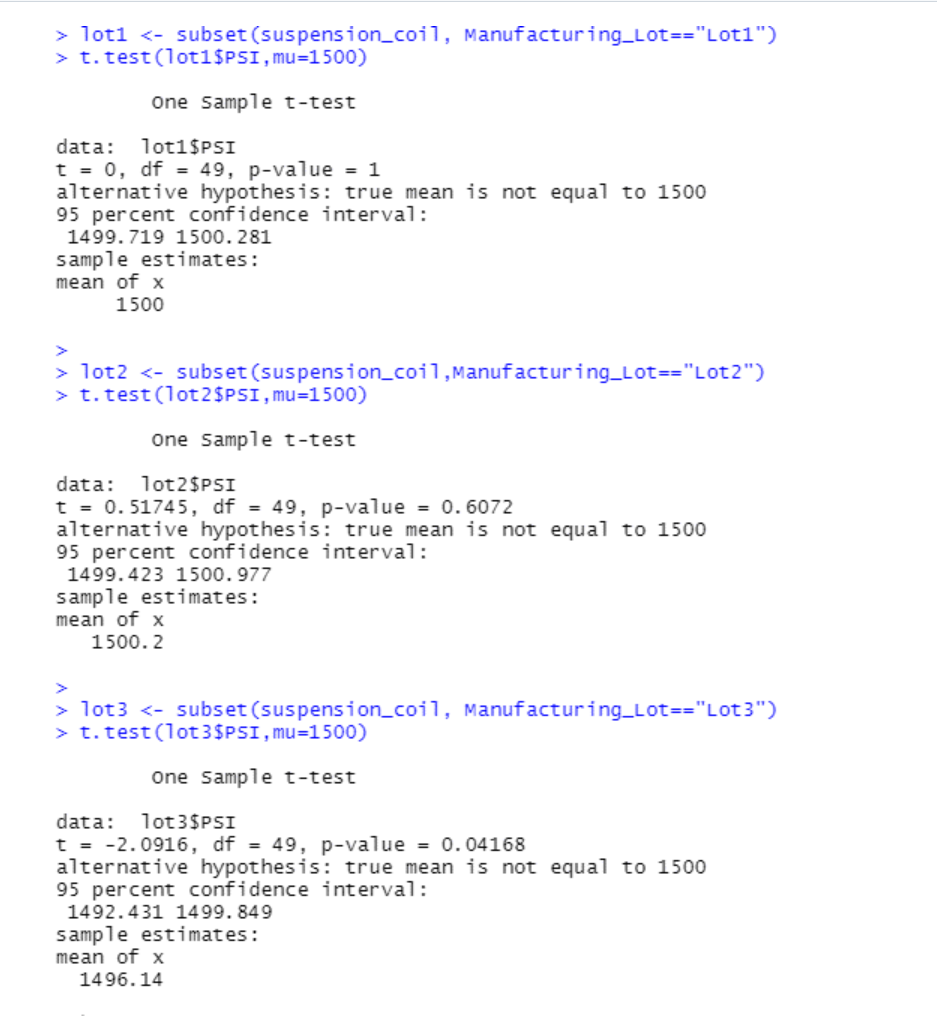 > lot1 <- subset(suspension_coil, Manufacturing_Lot=="Lot1")
> t.test(lot1$PSI,mu=1500)
One Sample t-test
data:  lot1$PSI
t = 0, df = 49, p-value = 1
alternative hypothesis: true mean is not equal to 1500
95 percent confidence interval:
1499.719 1500.281
sample estimates:
mean of x
1500
>
> lot2 <- subset(suspension_coil,Manufacturing_Lot=="Lot2")
> t.test(lot2$PSI,mu=1500)
One Sample t-test
data:  lot2$PSI
t = 0.51745, df = 49, p-value = 0.6072
alternative hypothesis: true mean is not equal to 1500
95 percent confidence interval:
1499.423 1500.977
sample estimates:
mean of x
1500.2
>
> lot3 <- subset(suspension_coil, Manufacturing_Lot=="Lot3")
> t.test(lot3$PSI,mu=1500)
One Sample t-test
data:  lot3$PSI
t = -2.0916, df = 49, p-value = 0.04168
alternative hypothesis: true mean is not equal to 1500
95 percent confidence interval:
1492.431 1499.849
sample estimates:
mean of x
1496.14